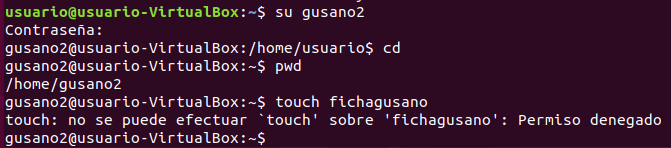 usuario@usuario-VirtualBox:~$ su gusano2
Contraseña:
gusano2@usuario-VirtualBox:/home/usuario$ cd
gusano2@usuario-VirtualBox:~$ pwd
/home/gusano2
gusano2@usuario-VirtualBox:~$ touch fichagusano
touch: no se puede efectuar `touch' sobre 'fichagusano': Permiso denegado
gusano2@usuario-VirtualBox:~$